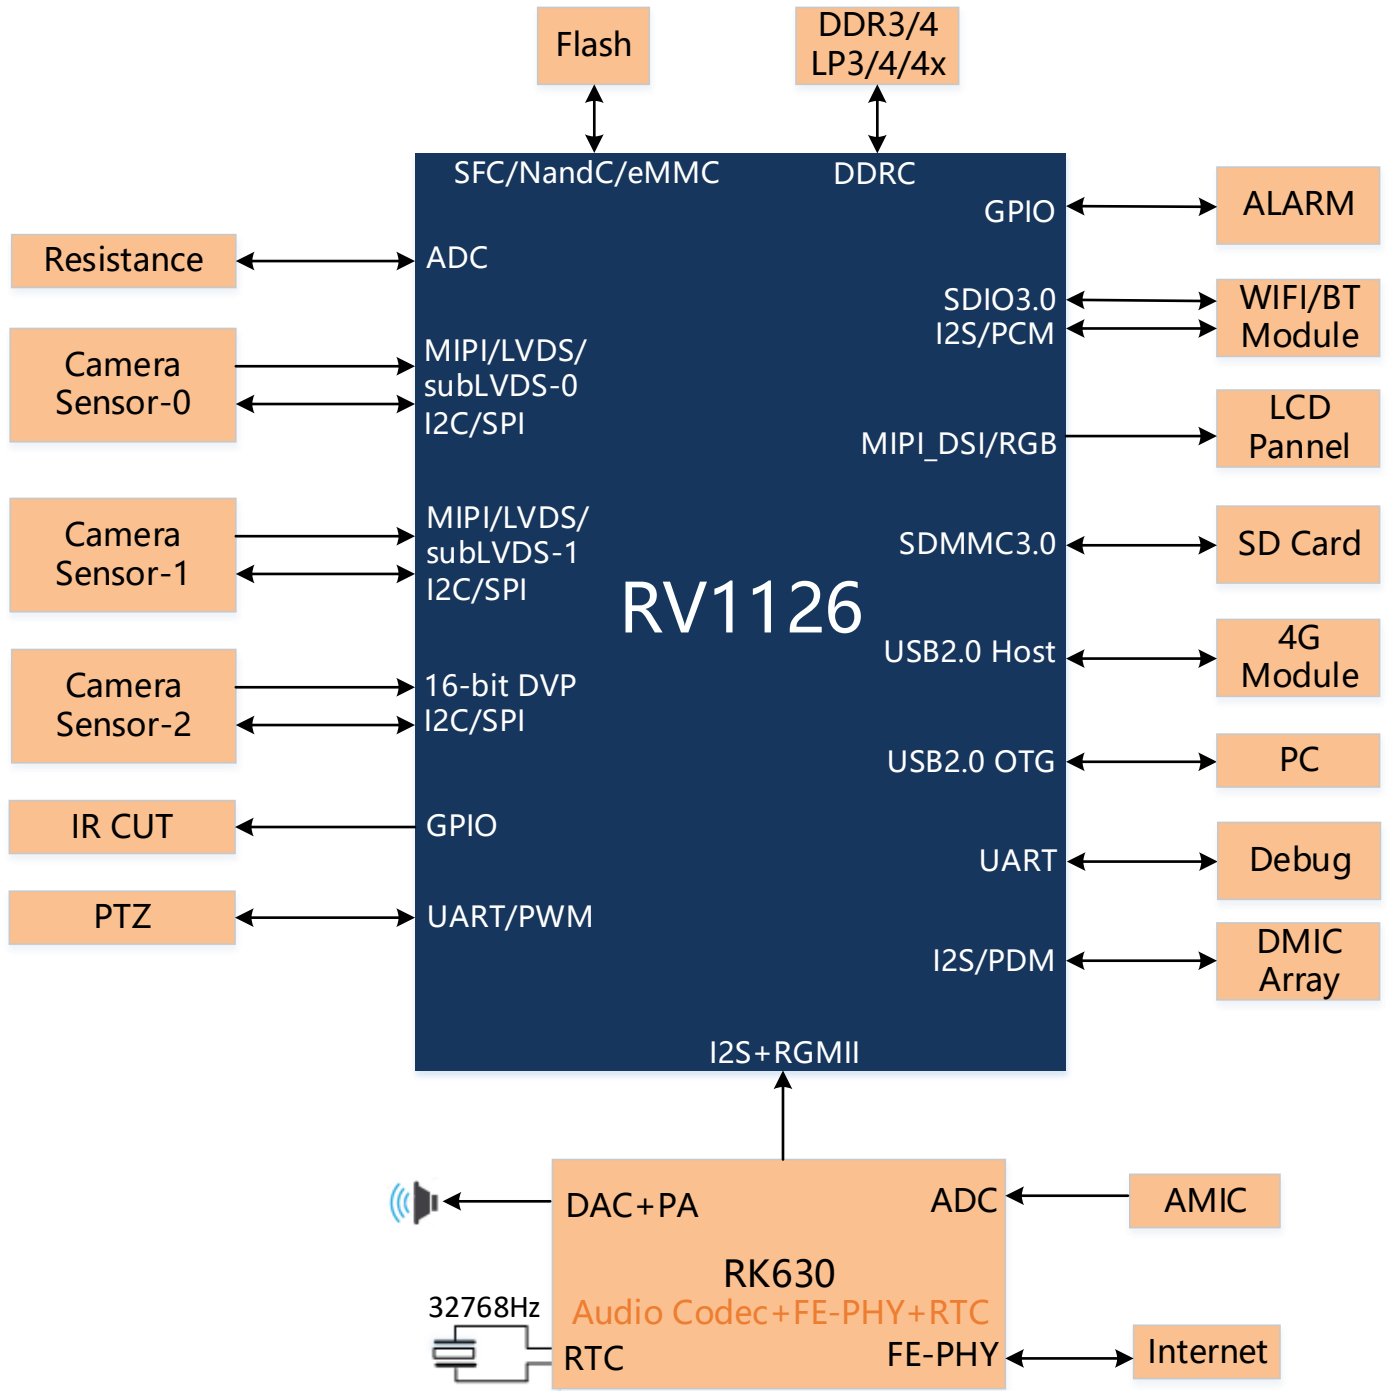 Flash
DDR3/4
LP3/4/4x
SFC/NandC/eMMC
DDRC
GPIO
ALARM
Resistance
ADC
SDIO3.0
I2S/PCM
WIFI/BT
Module
Camera
Sensor-0
MIPI/LVDS/
subLVDS-0
I2C/SPI
MIPI_DSI/RGB
LCD
Pannel
Camera
Sensor-1
MIPI/LVDS/
subLVDS-1
I2C/SPI
SDMMC3.0
SD Card
RV1126
USB2.0 Host
4G
Module
Camera
Sensor-2
16-bit DVP
I2C/SPI
USB2.0 OTG
PC
IR CUT
GPIO
UART
Debug
PTZ
UART/PWM
I2S/PDM
DMIC
Array
I2S+RGMII
DAC+PA
ADC
AMIC
RK630
Audio Codec+FE-PHY+RTC
32768Hz
RTC
FE-PHY
Internet